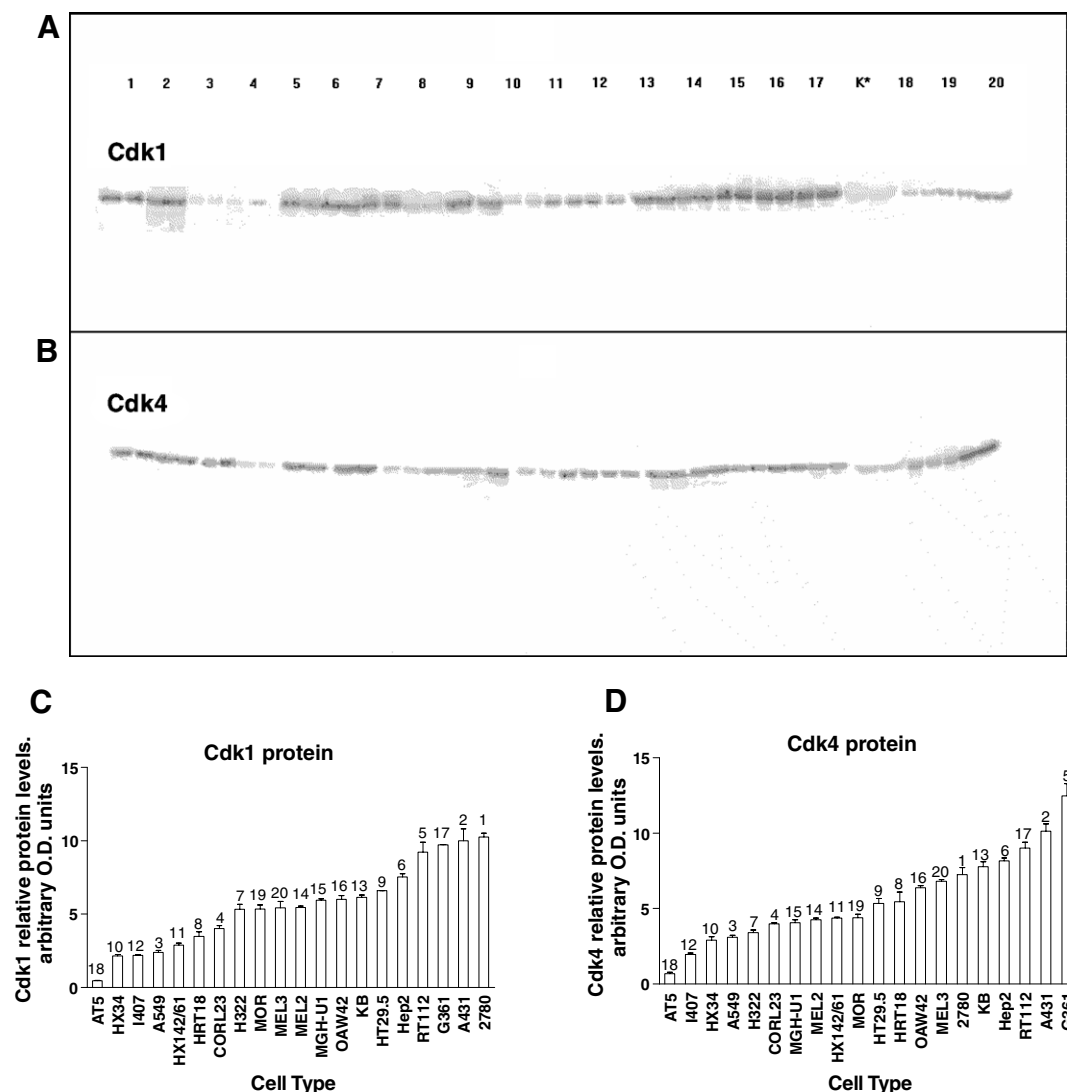 A
1 2 3 4 5 6 7 8 9 10 11 12 13 14 15 16 17 K* 18 19 20
Cdk1
B
Cdk4
C
Cdk1 protein
Cdk1 relative protein levels.
arbitrary O.D. units
15
10
5
0
18 10 12 3 11 8 4 7 19 20 14 15 16 13 9 6 5 17 2 1
AT5 HX34 I407 A549 HX142/61 HRT18 CORL23 H322 MOR MEL3 MEL2 MGH-U1 OAW42 KB HT29.5 Hep2 RT112 G361 A431 2780
Cell Type
D
Cdk4 protein
Cdk4 relative protein levels.
arbitrary O.D. units
15
10
5
0
18 12 10 3 7 4 15 14 11 19 9 8 16 20 1 13 6 17 2 5
AT5 I407 HX34 A549 H322 CORL23 MGH-U1 MEL2 HX142/61 MOR HT29.5 HRT18 OAW42 MEL3 2780 KB Hep2 RT112 A431 G361
Cell Type